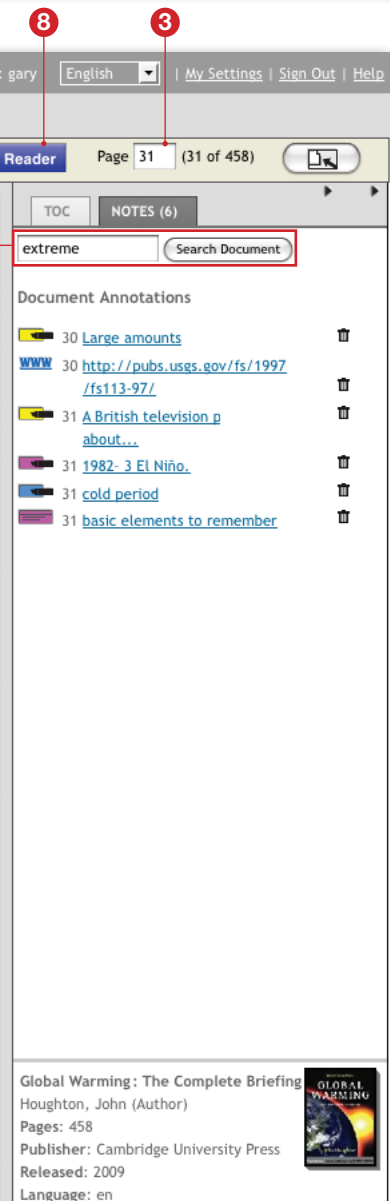 8 3
: gary English | My Settings | Sign Out | Help
Reader Page 31 (31 of 458)
TOC NOTES (6)
extreme Search Document
Document Annotations
30 Large amounts
WWW 30 http://pubs.usgs.gov/fs/1997
/fs113-97/
31 A British television p
about...
31 1982- 3 El Niño.
31 cold period
31 basic elements to remember
Global Warming: The Complete Briefing
Houghton, John (Author)
Pages: 458
Publisher: Cambridge University Press
Released: 2009
Language: en
GLOBAL
WARMING